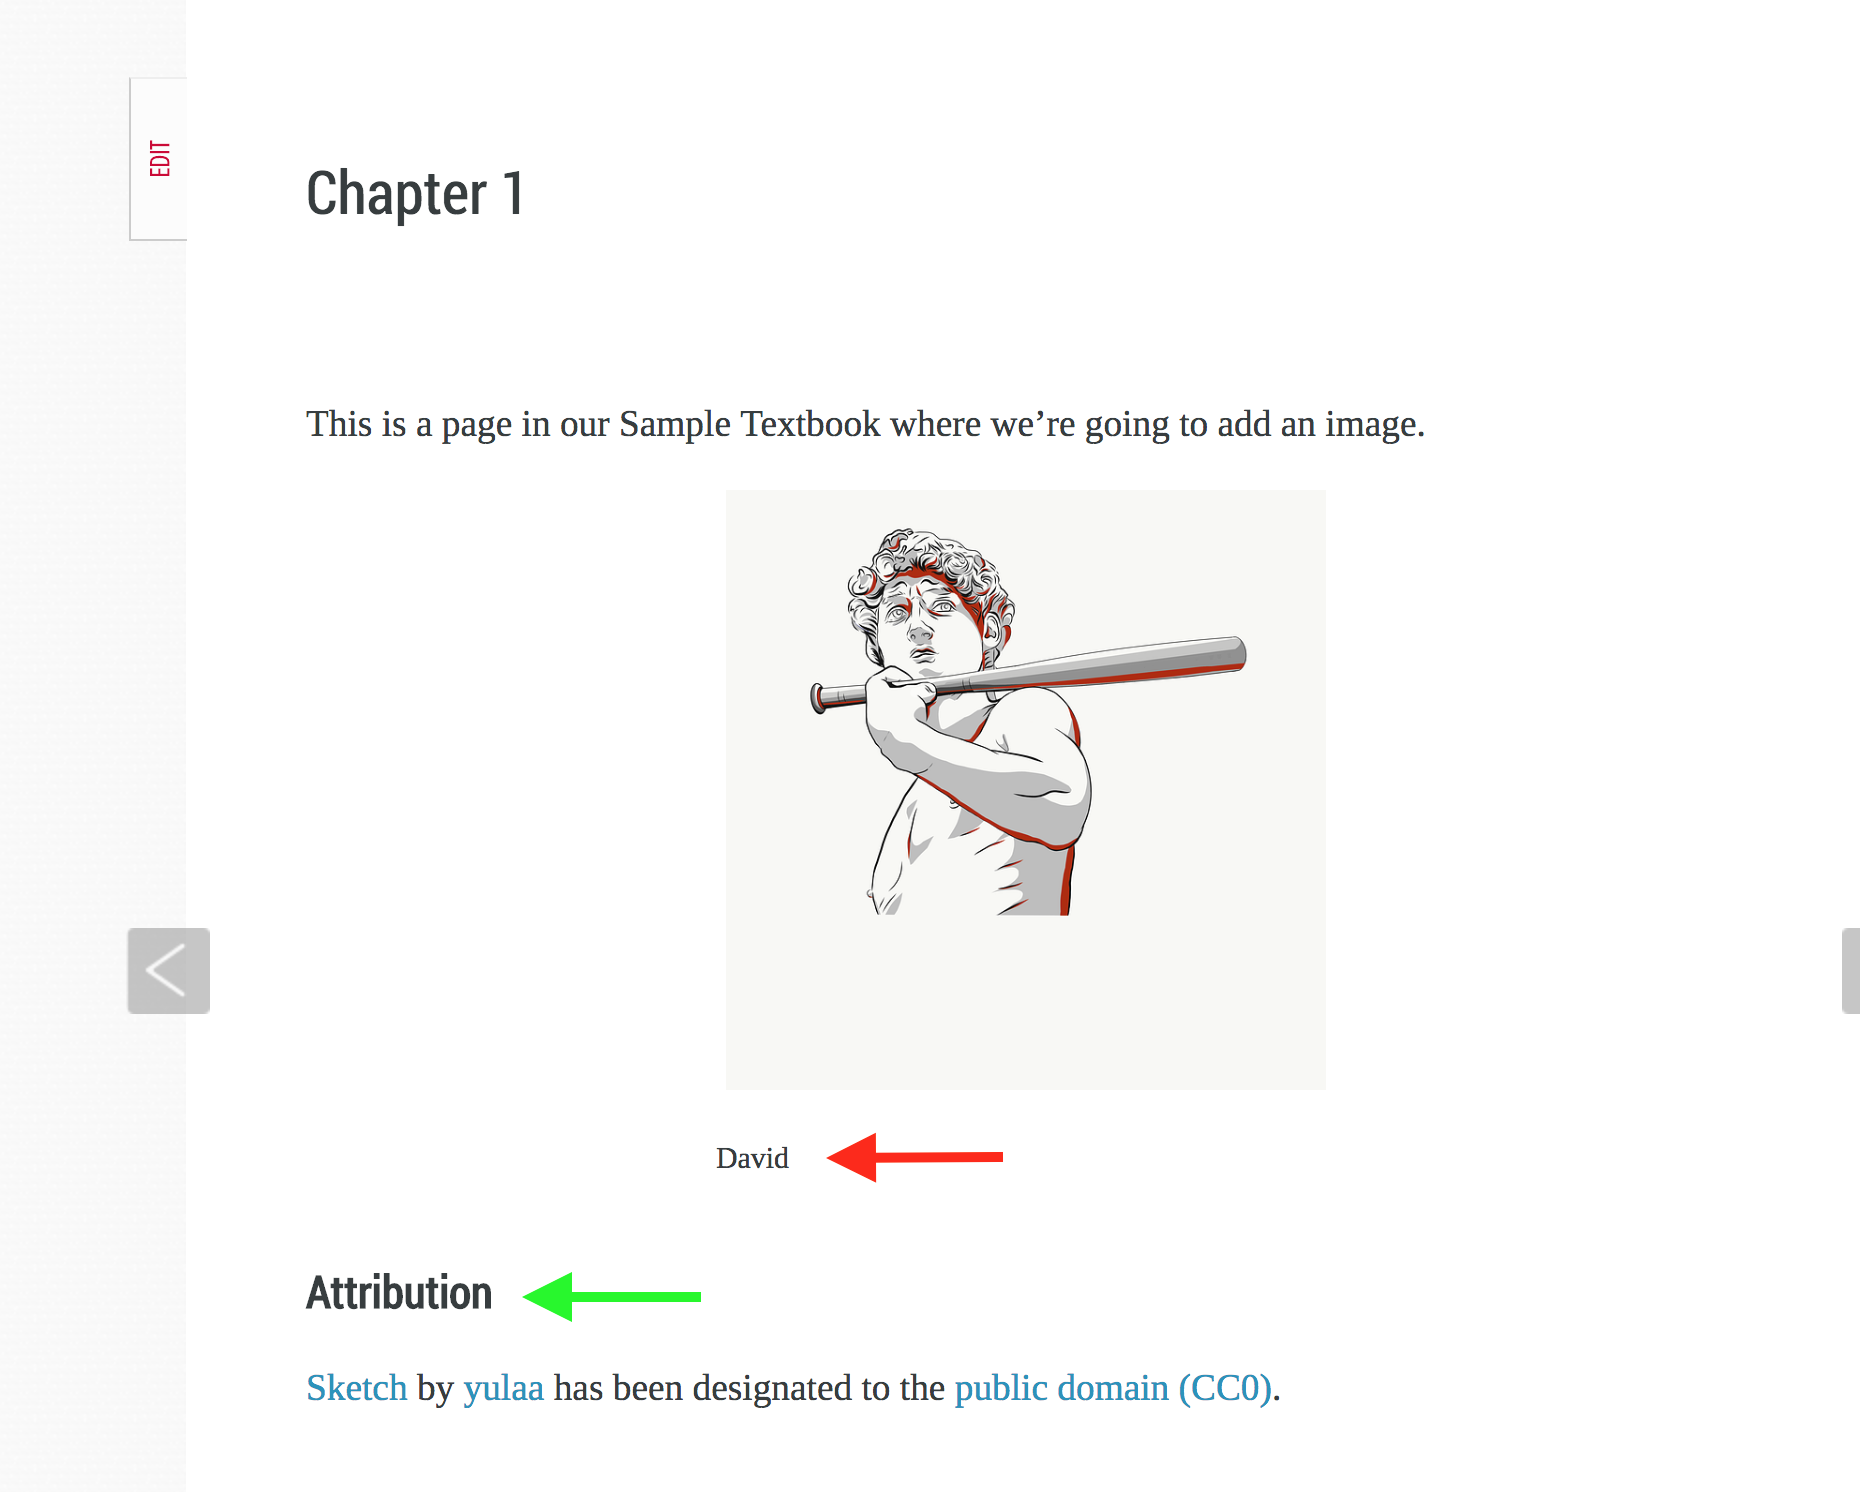 EDIT
Chapter 1
This is a page in our Sample Textbook where we’re going to add an image.
David
Attribution
Sketch by yulaa has been designated to the public domain (CC0).